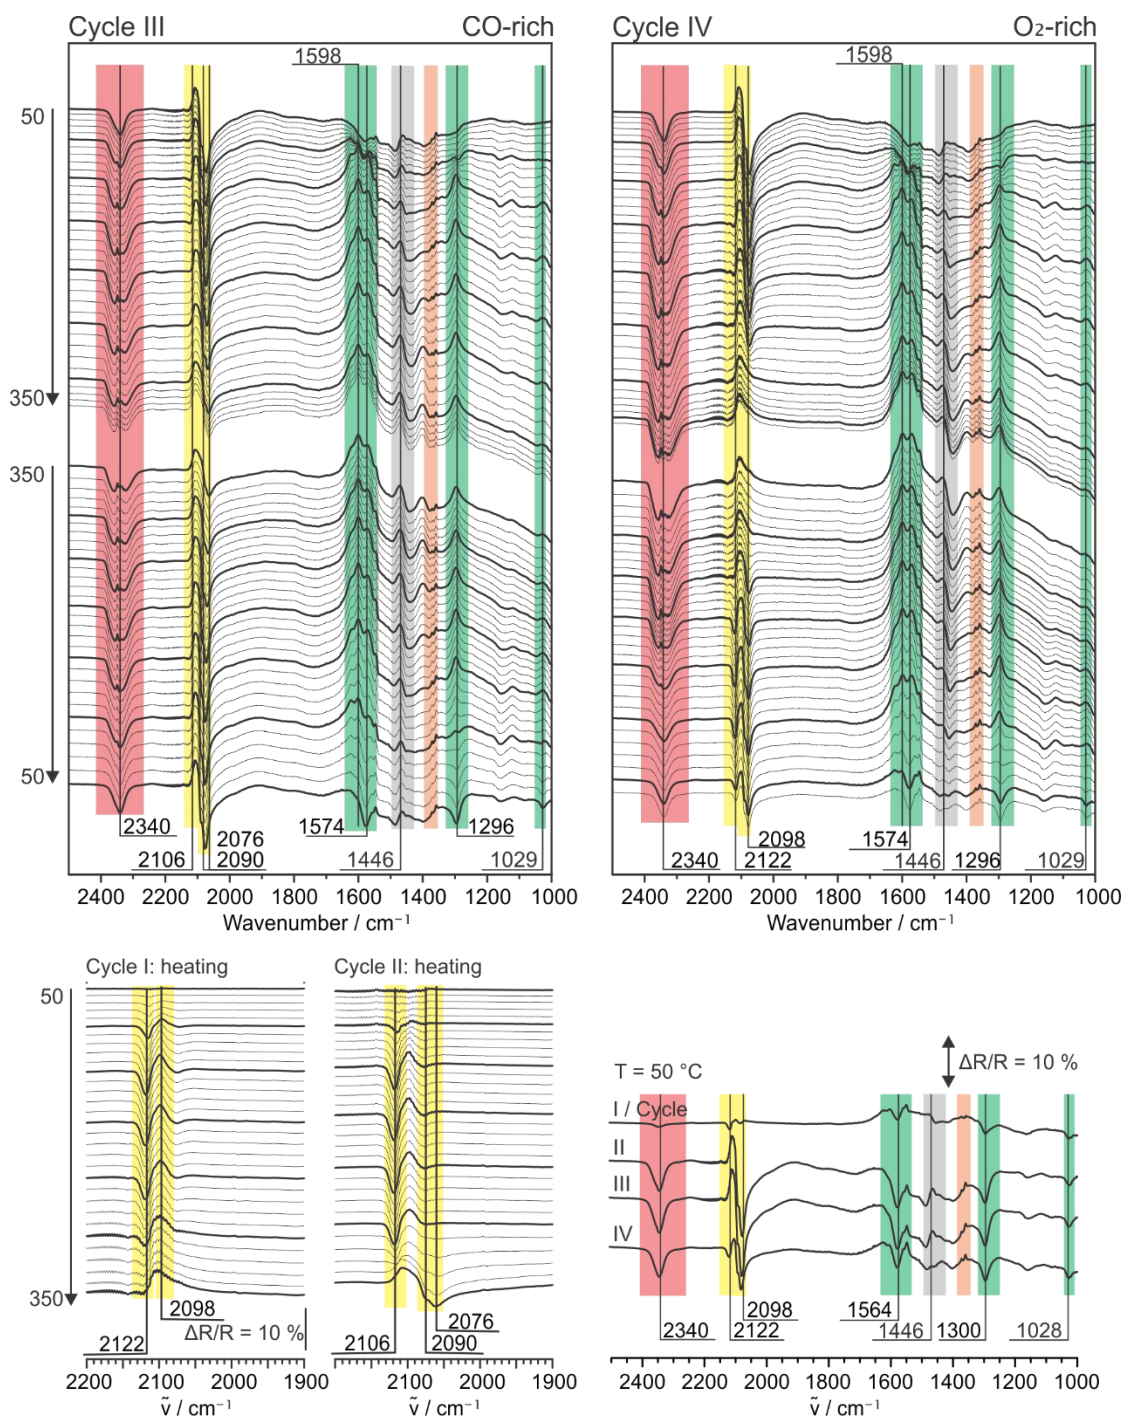 Cycle III CO-rich
1598
50
350
350
50
2340
2106
2076
2090
1574
1446
1296
1029
2500 2200 2000 1800 1600 1400 1200 1000
Wavenumber / cm⁻¹
Cycle IV O₂-rich
1598
2340
2098
2122
1574
1446
1296
1029
2500 2200 2000 1800 1600 1400 1200 1000
Wavenumber / cm⁻¹
Cycle I: heating
50
350
2098
2122
ΔR/R = 10 %
2200 2100 2000 1900
ṽ / cm⁻¹
Cycle II: heating
2076
2106
2090
2200 2100 2000 1900
ṽ / cm⁻¹
ΔR/R = 10 %
T = 50 °C
I / Cycle
II
III
IV
2340
2098
2122
1564
1446
1300
1028
2500 2200 2000 1800 1600 1400 1200 1000
ṽ / cm⁻¹